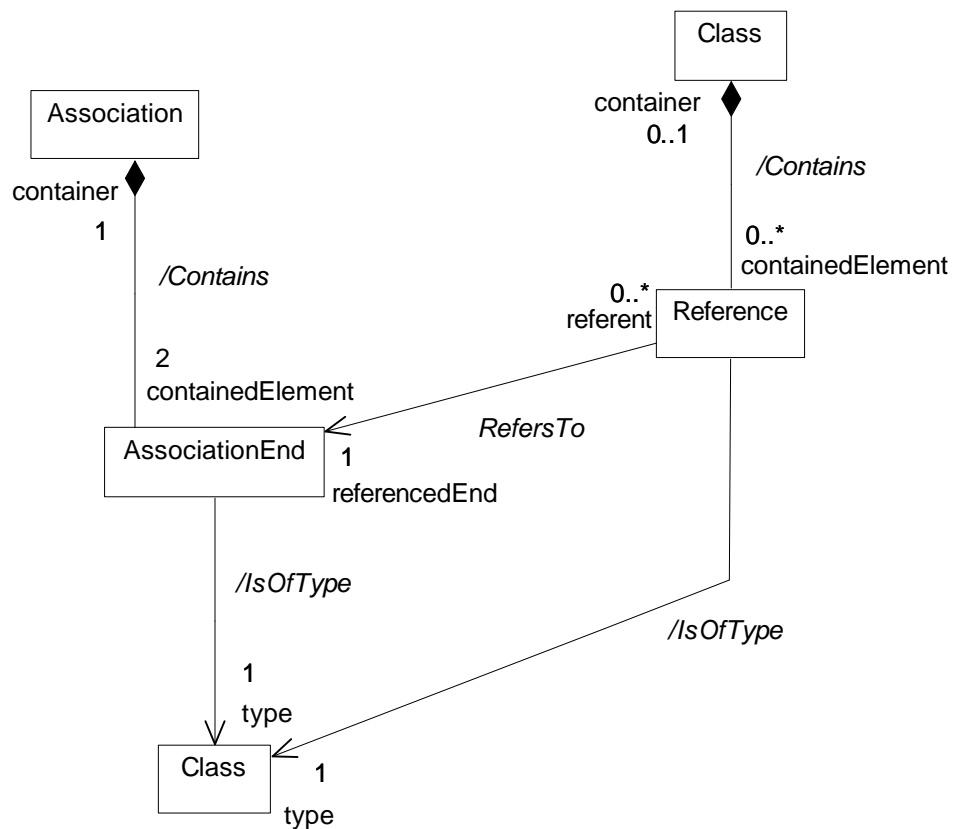 Class
container
0..1
Association
/Contains
container
1
0..*
containedElement
/Contains
0..*
referent
Reference
2
containedElement
RefersTo
AssociationEnd
1
referencedEnd
/IsOfType
/IsOfType
1
type
Class
1
type